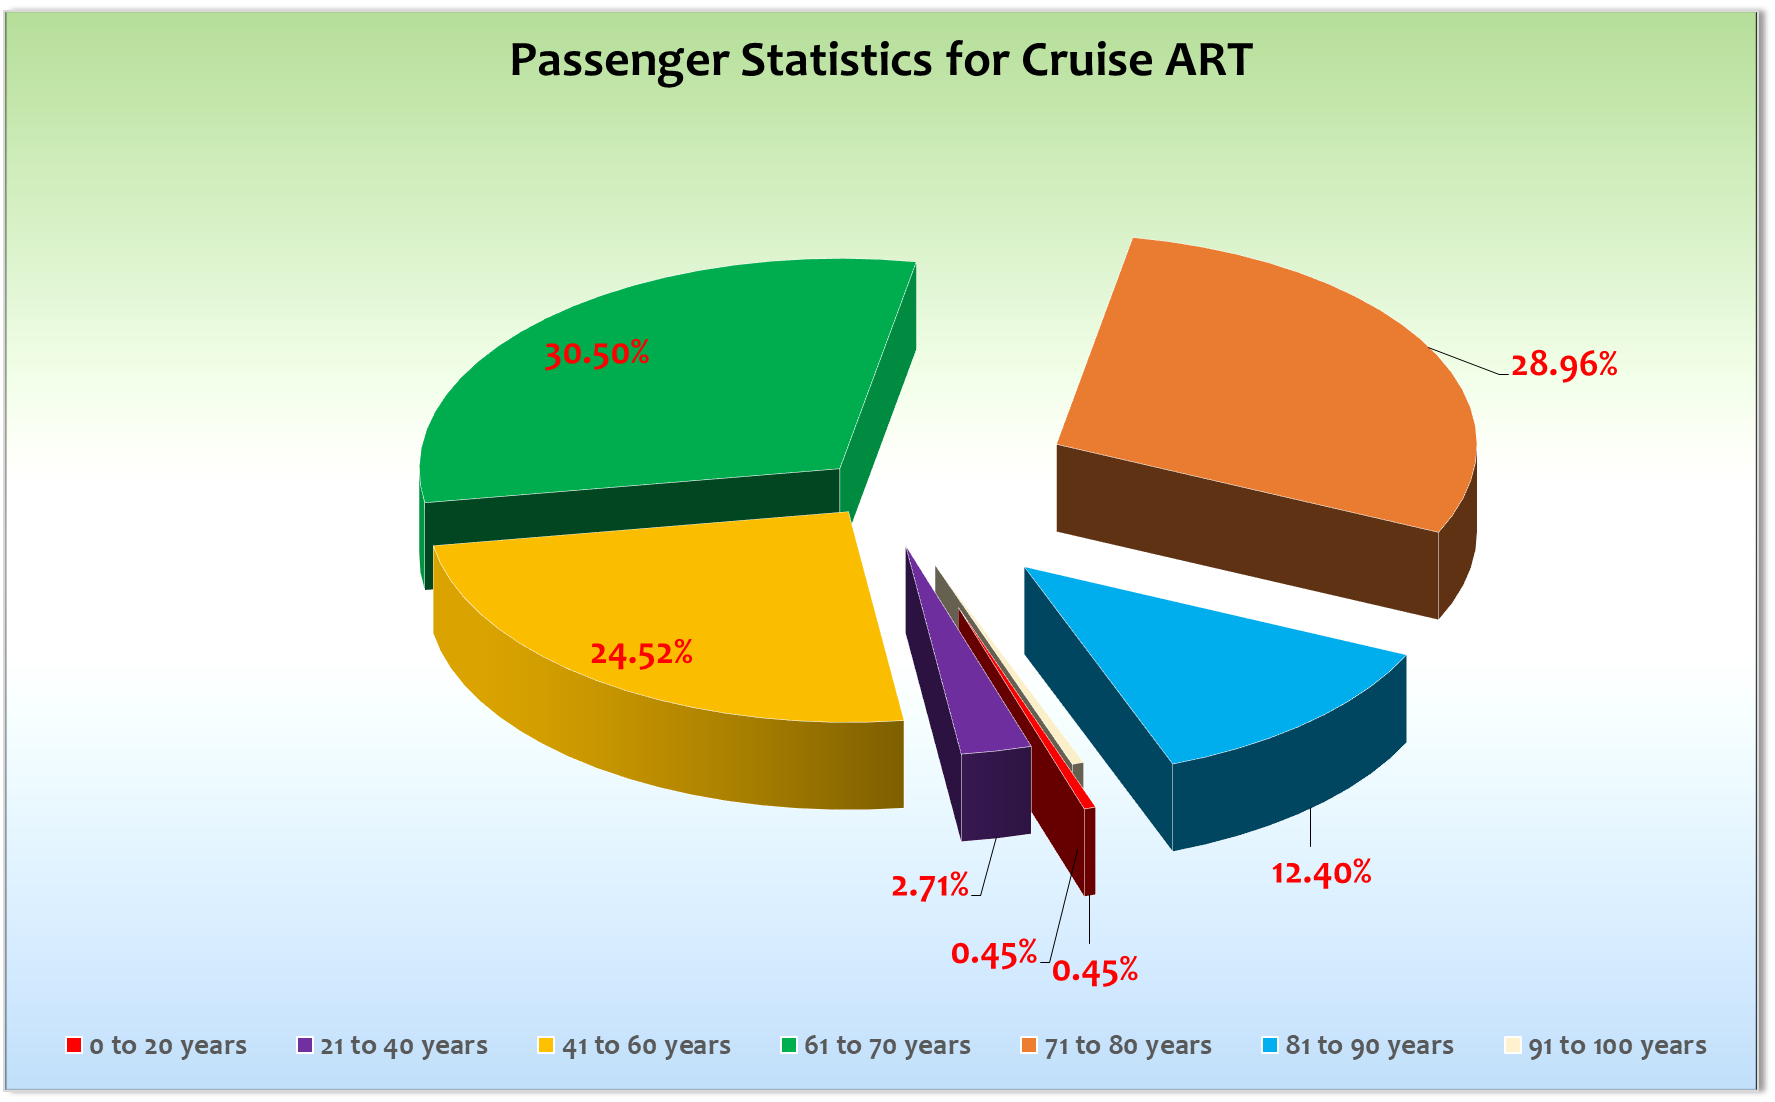 Passenger Statistics for Cruise ART
30.50%
28.96%
24.52%
12.40%
2.71%
0.45%
0.45%
0 to 20 years
21 to 40 years
41 to 60 years
61 to 70 years
71 to 80 years
81 to 90 years
91 to 100 years